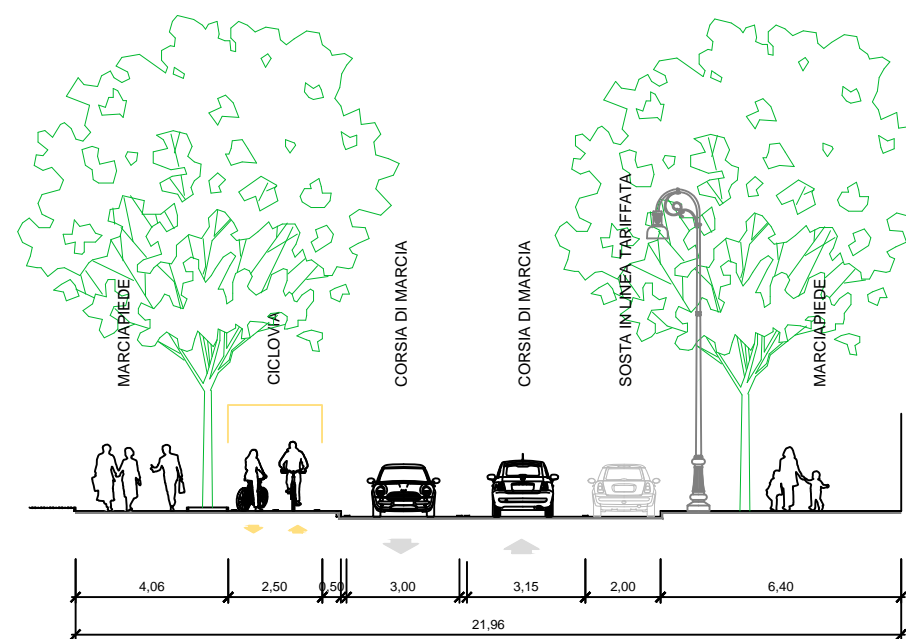 MARCIAPIEDE
CICLOVIA
CORSIA DI MARCIA
CORSIA DI MARCIA
SOSTA IN LINEA TARIFFATA
MARCIAPIEDE
4,06
2,50
0,50
3,00
3,15
2,00
6,40
21,96